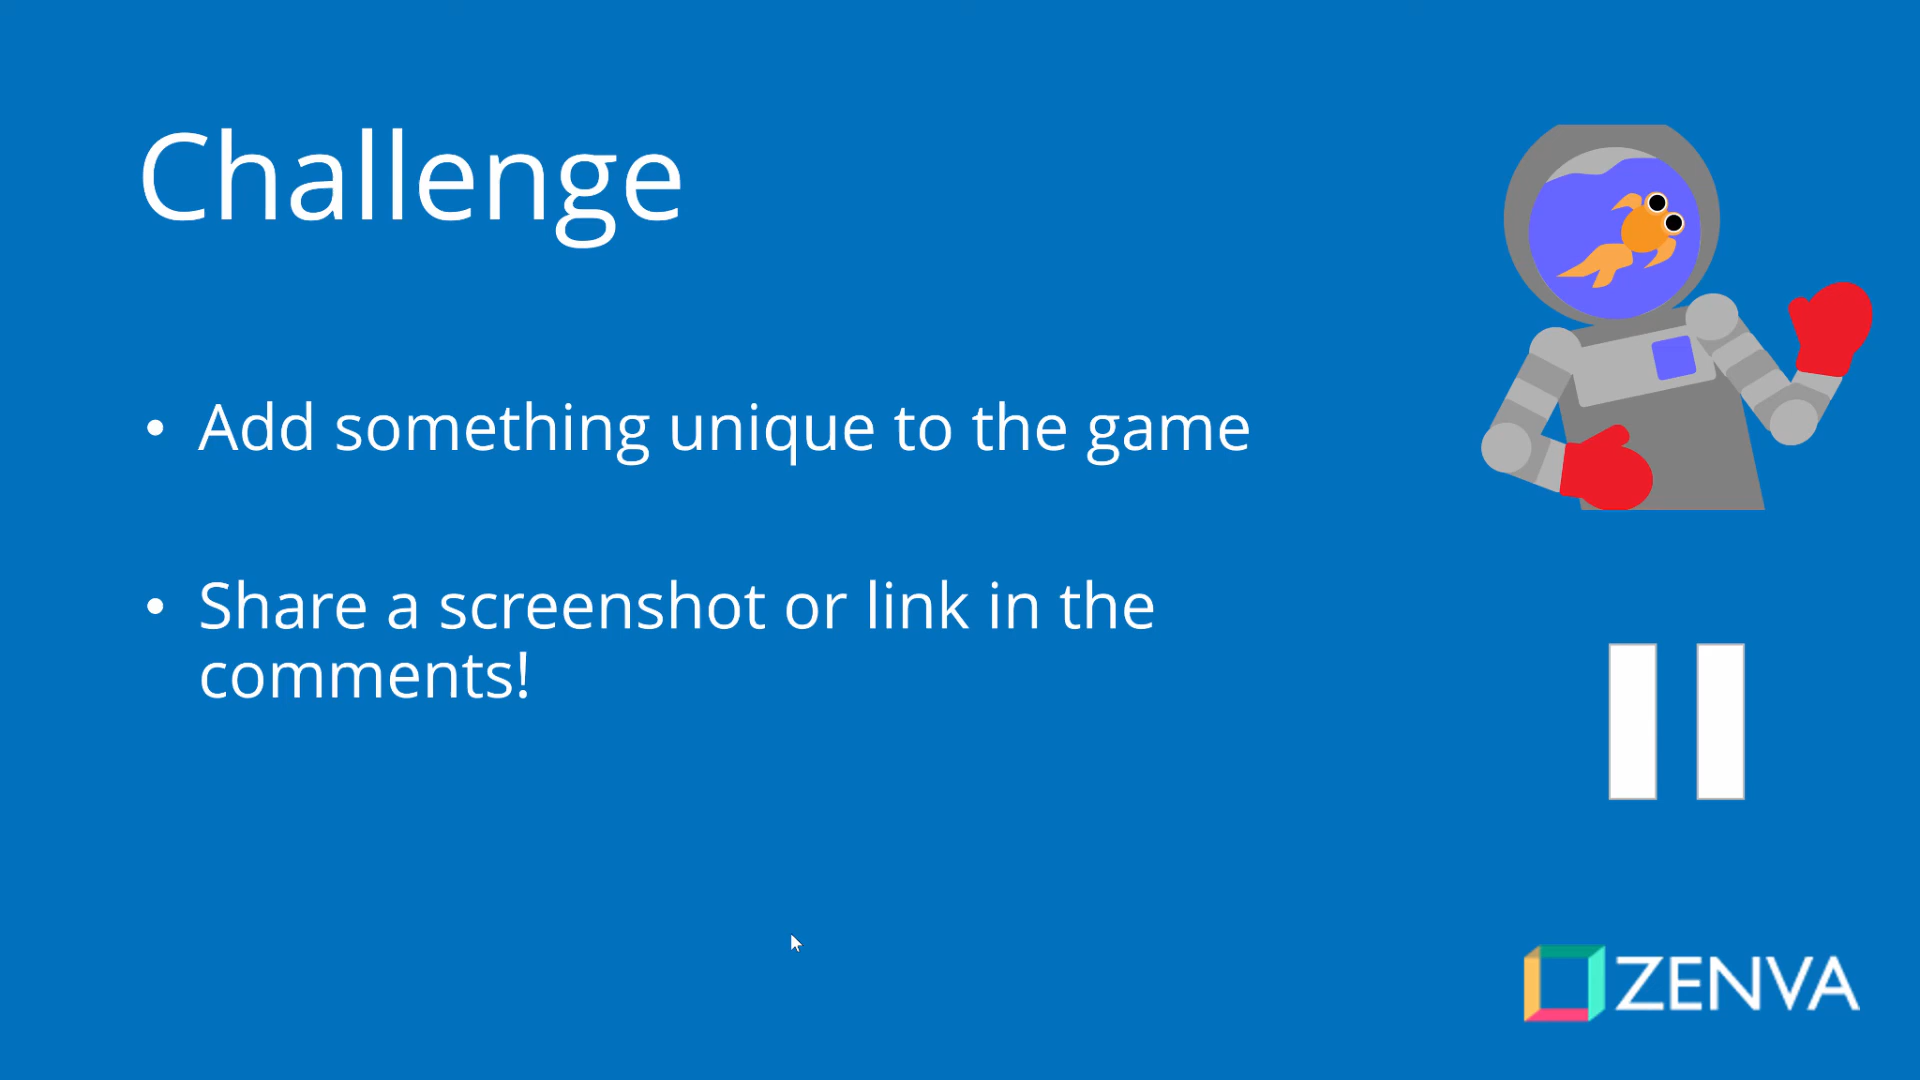 Challenge
• Add something unique to the game
• Share a screenshot or link in the
comments!
ZENVA